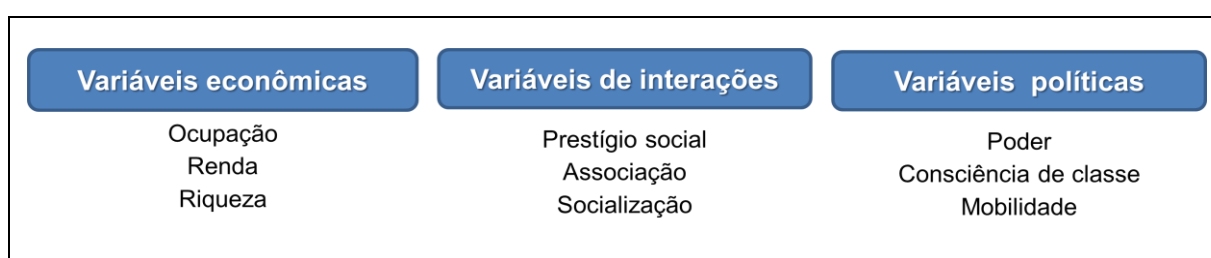 Variáveis econômicas
Ocupação
Renda
Riqueza
Variáveis de interações
Prestígio social
Associação
Socialização
Variáveis políticas
Poder
Consciência de classe
Mobilidade